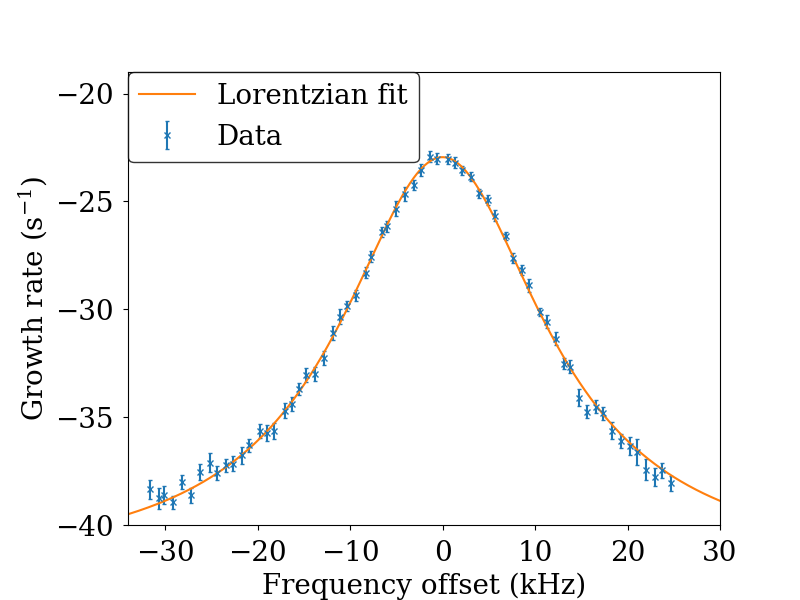 Lorentzian fit
Data
Growth rate (s⁻¹)
−20
−25
−30
−35
−40
−30 −20 −10 0 10 20 30
Frequency offset (kHz)